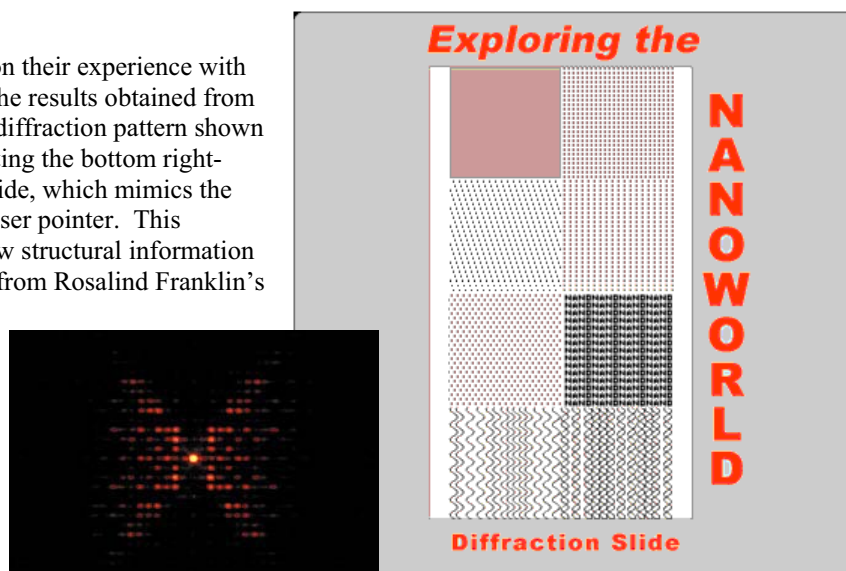 on their experience with
he results obtained from
diffraction pattern shown
ting the bottom right-
ide, which mimics the
ser pointer. This
w structural information
from Rosalind Franklin's
Exploring the
NANOWORLD
Diffraction Slide